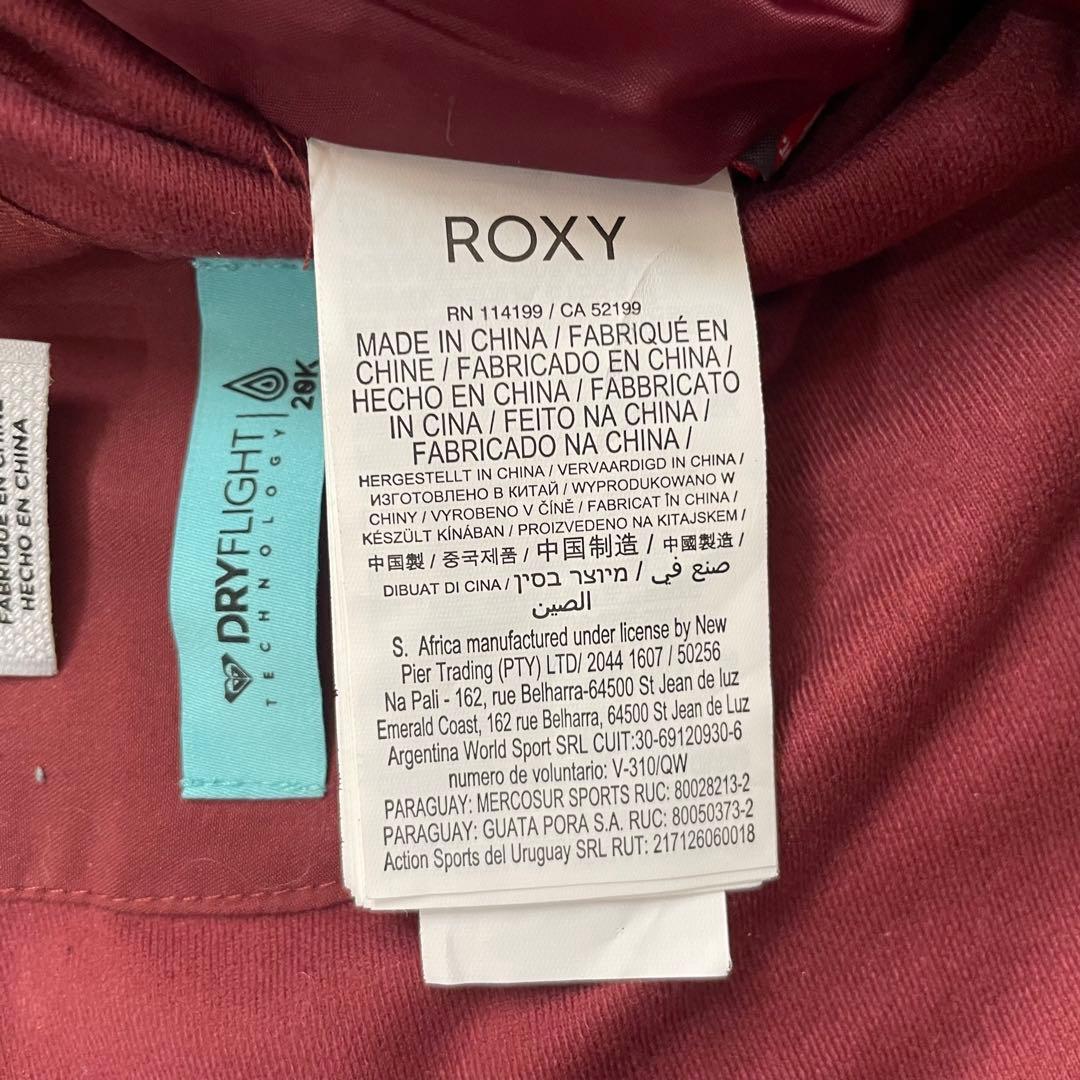 ROXY
RN 114199 / CA 52199
MADE IN CHINA / FABRIQUÉ EN
CHINE / FABRICADO EN CHINA /
HECHO EN CHINA / FABBRICATO
IN CINA / FEITO NA CHINA /
FABRICADO NA CHINA /
HERGESTELLT IN CHINA / VERVAARDIGD IN CHINA /
ИЗГОТОВЛЕНО В КИТАЙ / WYPRODUKOWANO W
CHINY / VYROBENO V ČÍNĚ / FABRICAT ÎN CHINA /
KÉSZÜLT KÍNÁBAN / PROIZVEDENO NA KITAJSKEM /
中国製 / 중국제품 / 中国制造 / 中國製造 /
DIBUAT DI CINA / מיוצר בסין / صنع في
الصين
S. Africa manufactured under license by New
Pier Trading (PTY) LTD/ 2044 1607 / 50256
Na Pali - 162, rue Belharra-64500 St Jean de luz
Emerald Coast, 162 rue Belharra, 64500 St Jean de Luz
Argentina World Sport SRL CUIT:30-69120930-6
numero de voluntario: V-310/QW
PARAGUAY: MERCOSUR SPORTS RUC: 80028213-2
PARAGUAY: GUATA PORA S.A. RUC: 80050373-2
Action Sports del Uruguay SRL RUT: 217126060018
DRYFLIGHT
TECHNOLOGY
20K
FABRIQUÉ EN CHINE
HECHO EN CHINA